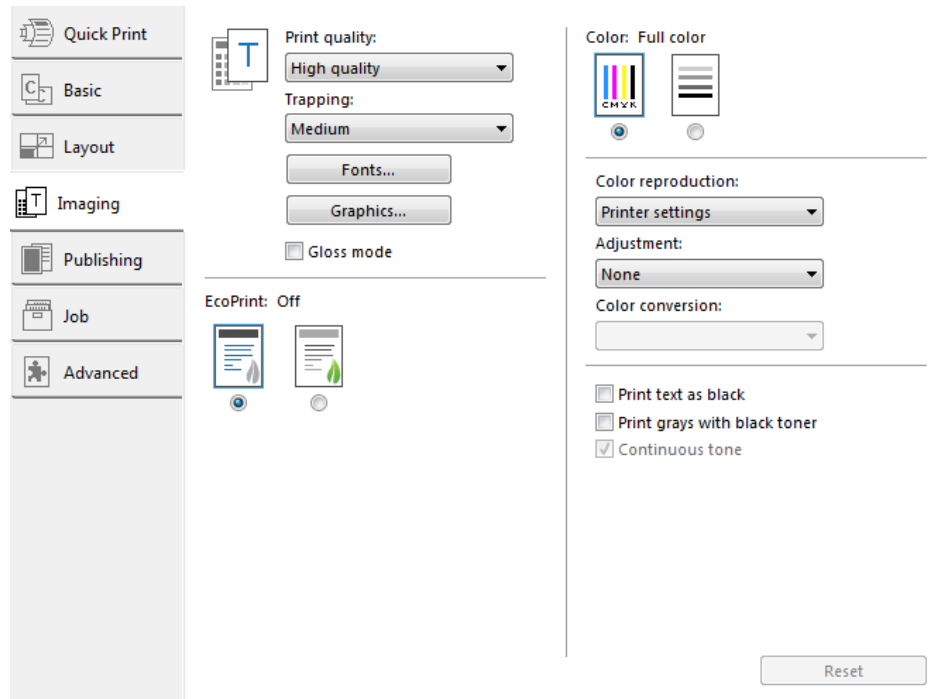 Quick Print
Basic
Layout
Imaging
Publishing
Job
Advanced
Print quality:
High quality
Trapping:
Medium
Fonts...
Graphics...
Gloss mode
EcoPrint: Off
Color: Full color
CMYK
Color reproduction:
Printer settings
Adjustment:
None
Color conversion:
Print text as black
Print grays with black toner
Continuous tone
Reset